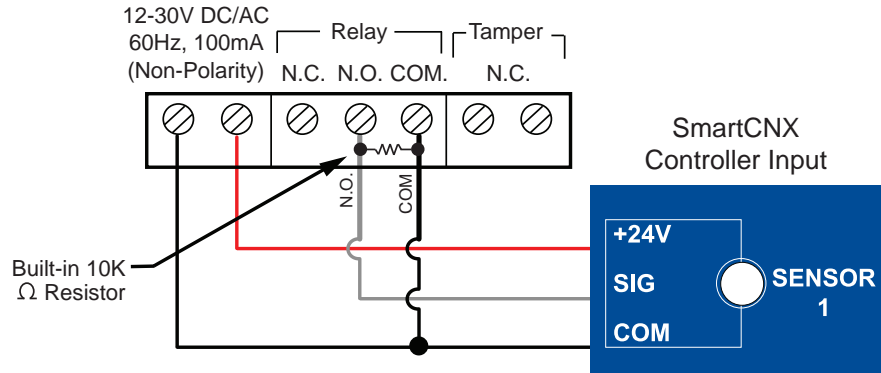 12-30V DC/AC
60Hz, 100mA
(Non-Polarity)
Relay
Tamper
N.C. N.O. COM.
N.C.
SmartCNX
Controller Input
N.O.
COM
Built-in 10K
Ω Resistor
+24V
SIG
COM
SENSOR
1